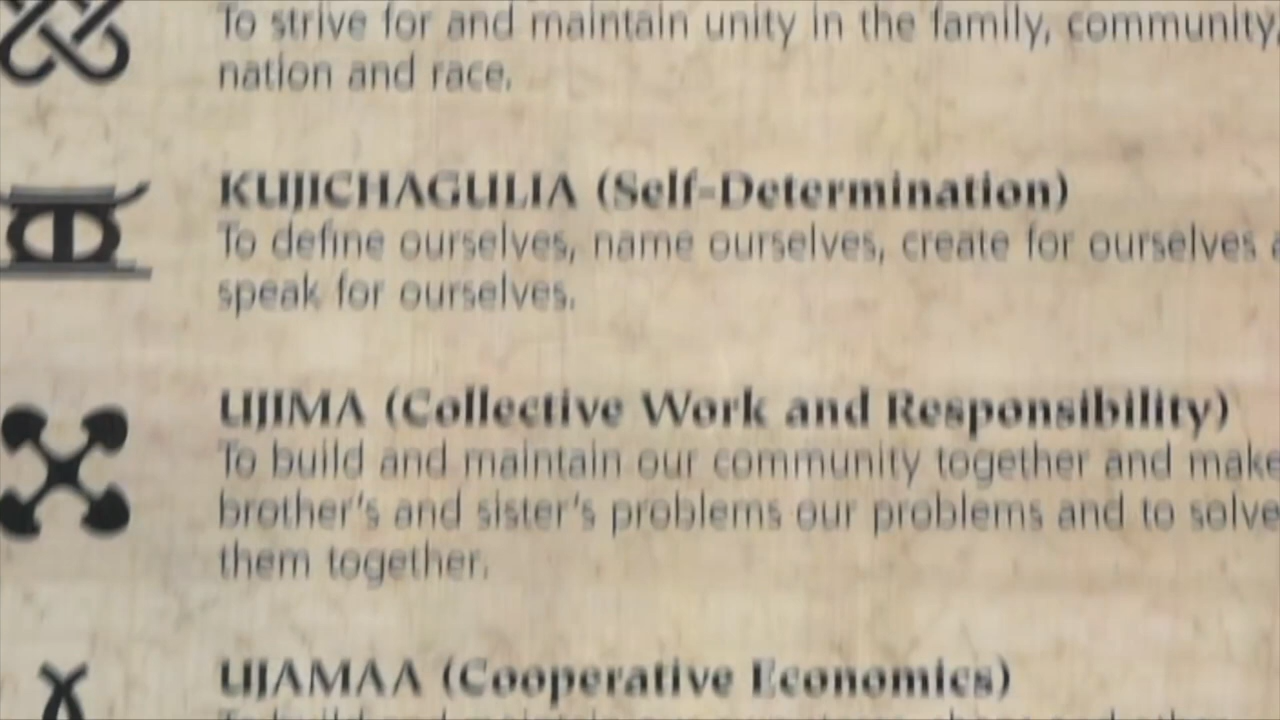 To strive for and maintain unity in the family, community,
nation and race.
KUJICHAGULIA (Self-Determination)
To define ourselves, name ourselves, create for ourselves
speak for ourselves.
UJIMA (Collective Work and Responsibility)
To build and maintain our community together and make
brother's and sister's problems our problems and to solve
them together.
UJAMAA (Cooperative Economics)